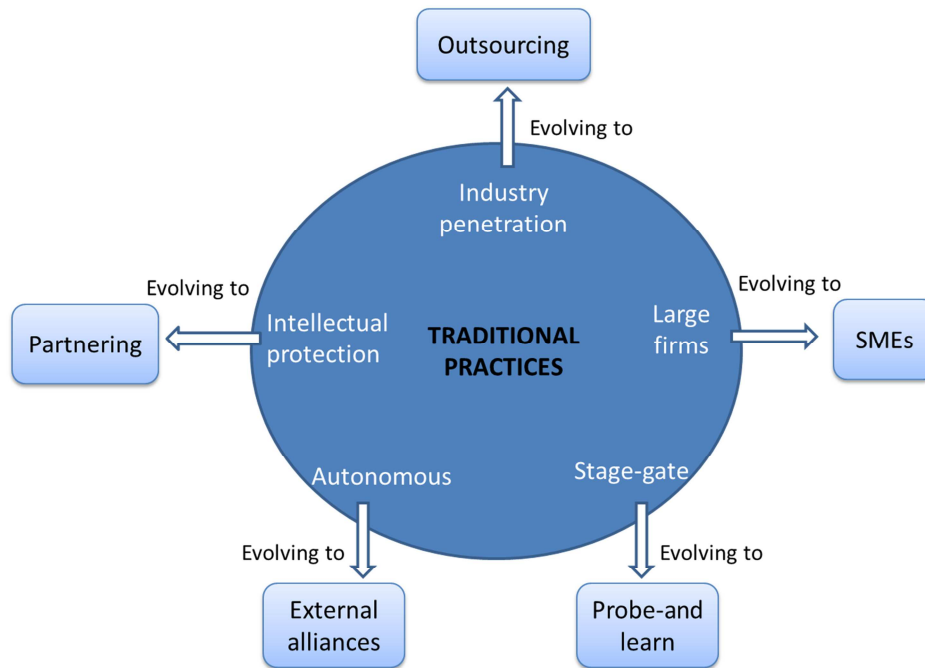 Outsourcing
Evolving to
Industry
penetration
Evolving to
Evolving to
Partnering
Intellectual
protection
TRADITIONAL
PRACTICES
Large
firms
SMEs
Autonomous
Stage-gate
Evolving to
Evolving to
External
alliances
Probe-and
learn